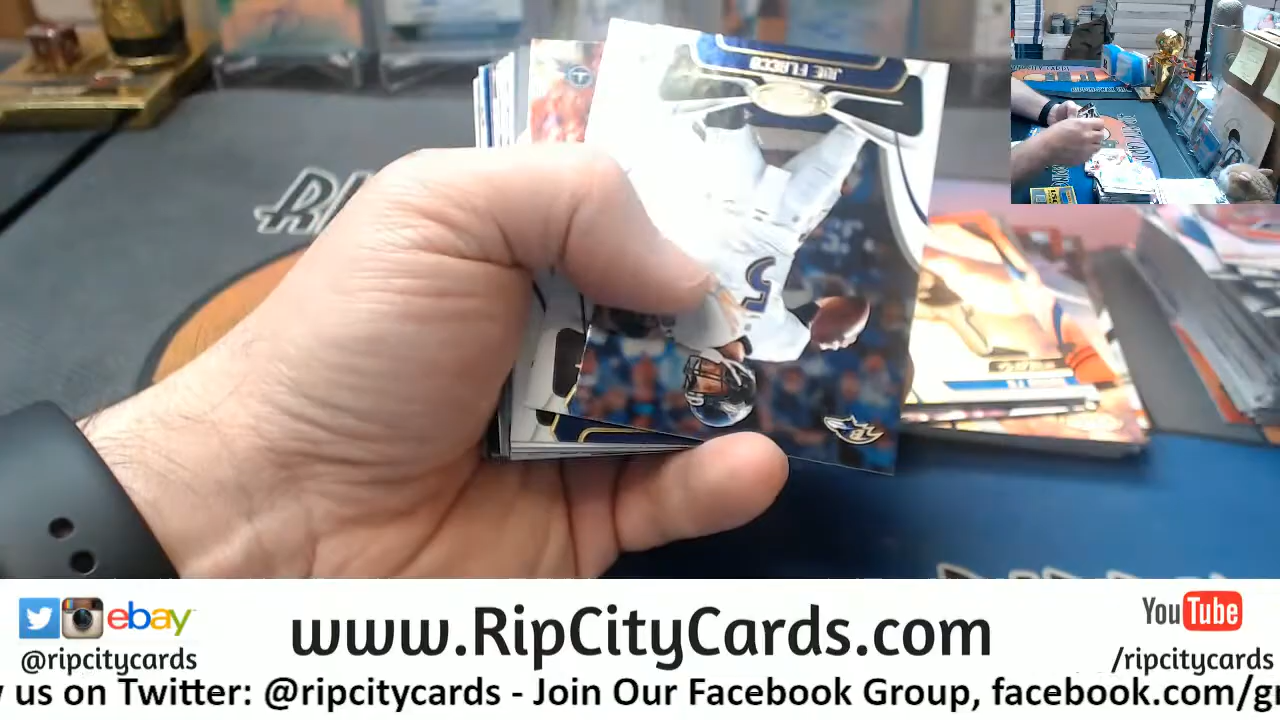 JOE FLACCO
5
ebay
www.RipCityCards.com
YouTube
@ripcitycards
/ripcitycards
us on Twitter: @ripcitycards - Join Our Facebook Group, facebook.com/gr